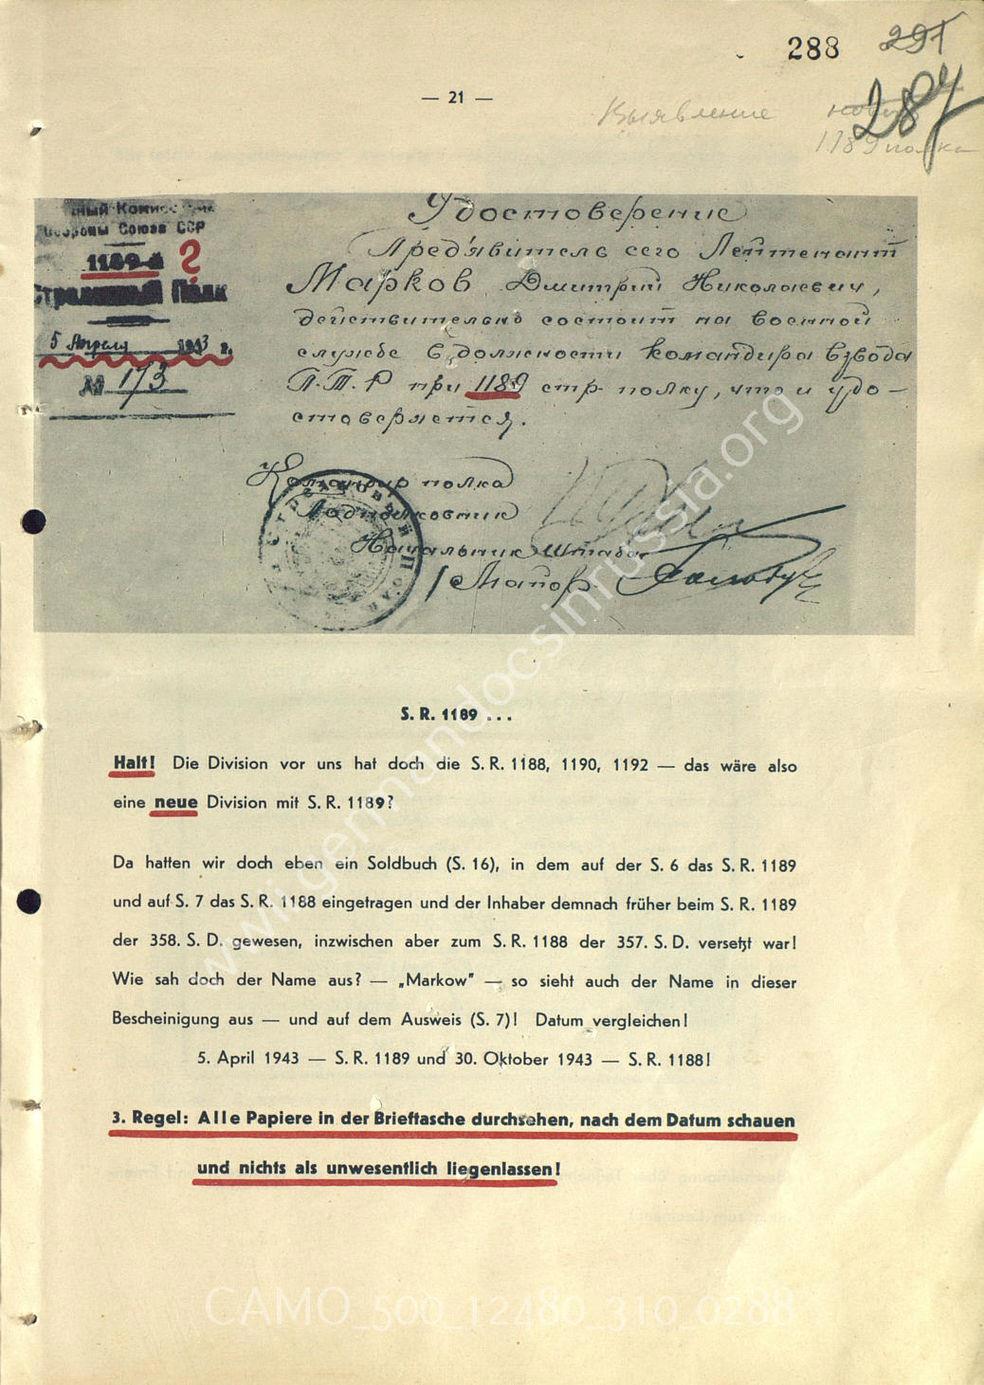 288
291
287
— 21 —
Выявление нового
1189 полка
ный Комис
Обороны Союза ССР
1189-й ?
Стрелковый Полк
5 Апреля 1943 г.
№ 173
Удостоверение
Предъявитель сего Лейтенант
Марков Дмитрий Николаевич,
действительно состоит на военной
службе в должности командира взвода
П.Т.Р при 1189 стр. полку, что и удо-
стоверяется.
Командир полка
Подполковник
Начальник Штаба
/Майор
S. R. 1189 ...
Halt! Die Division vor uns hat doch die S. R. 1188, 1190, 1192 — das wäre also
eine neue Division mit S. R. 1189?
Da hatten wir doch eben ein Soldbuch (S. 16), in dem auf der S. 6 das S. R. 1189
und auf S. 7 das S. R. 1188 eingetragen und der Inhaber demnach früher beim S. R. 1189
der 358. S. D. gewesen, inzwischen aber zum S. R. 1188 der 357. S. D. versetzt war!
Wie sah doch der Name aus? — „Markow" — so sieht auch der Name in dieser
Bescheinigung aus — und auf dem Ausweis (S. 7)! Datum vergleichen!
5. April 1943 — S. R. 1189 und 30. Oktober 1943 — S. R. 1188!
3. Regel: Alle Papiere in der Brieftasche durchsehen, nach dem Datum schauen
und nichts als unwesentlich liegenlassen!
www.germandocsinrussia.org
CAMO_500_12480_310_0288